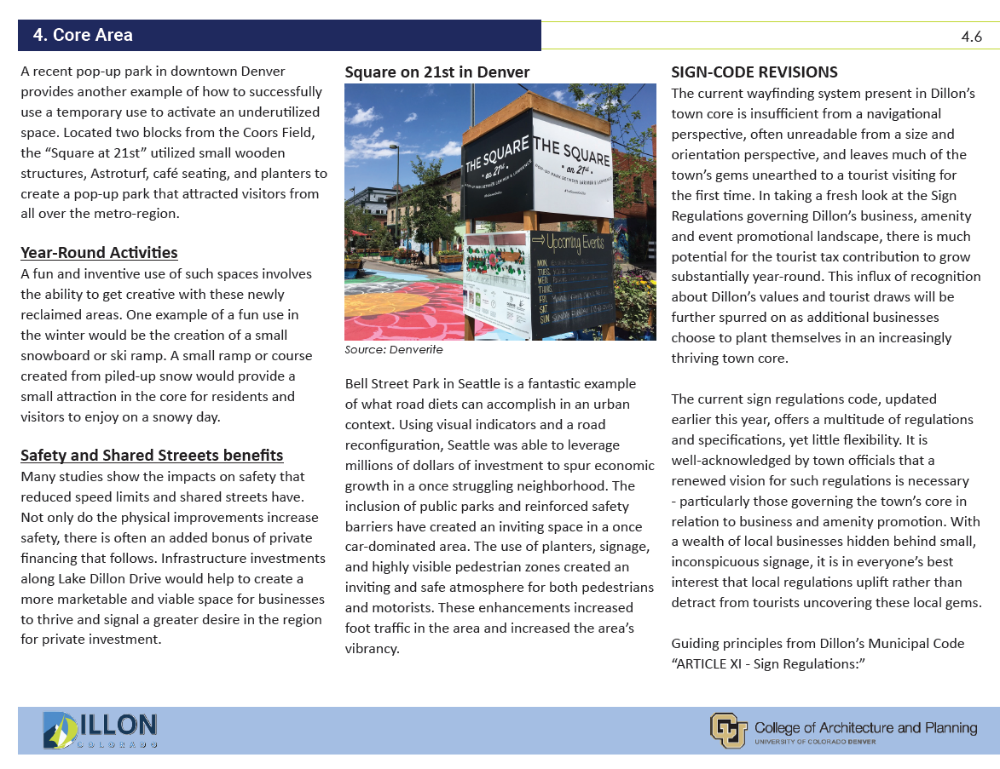 4. Core Area
4.6
A recent pop-up park in downtown Denver
provides another example of how to successfully
use a temporary use to activate an underutilized
space. Located two blocks from the Coors Field,
the “Square at 21st” utilized small wooden
structures, Astroturf, café seating, and planters to
create a pop-up park that attracted visitors from
all over the metro-region.
Year-Round Activities
A fun and inventive use of such spaces involves
the ability to get creative with these newly
reclaimed areas. One example of a fun use in
the winter would be the creation of a small
snowboard or ski ramp. A small ramp or course
created from piled-up snow would provide a
small attraction in the core for residents and
visitors to enjoy on a snowy day.
Safety and Shared Streeets benefits
Many studies show the impacts on safety that
reduced speed limits and shared streets have.
Not only do the physical improvements increase
safety, there is often an added bonus of private
financing that follows. Infrastructure investments
along Lake Dillon Drive would help to create a
more marketable and viable space for businesses
to thrive and signal a greater desire in the region
for private investment.
Square on 21st in Denver
THE SQUARE
on 21st
POP-UP PARK BETWEEN LARIMER & LAWRENCE
THE SQUARE
on 21st
POP-UP PARK BETWEEN LARIMER & LAWRENCE
Upcoming Events
MON.
TUES.
WED.
THURS.
FRI.
SAT
SUN
Source: Denverite
Bell Street Park in Seattle is a fantastic example
of what road diets can accomplish in an urban
context. Using visual indicators and a road
reconfiguration, Seattle was able to leverage
millions of dollars of investment to spur economic
growth in a once struggling neighborhood. The
inclusion of public parks and reinforced safety
barriers have created an inviting space in a once
car-dominated area. The use of planters, signage,
and highly visible pedestrian zones created an
inviting and safe atmosphere for both pedestrians
and motorists. These enhancements increased
foot traffic in the area and increased the area’s
vibrancy.
SIGN-CODE REVISIONS
The current wayfinding system present in Dillon’s
town core is insufficient from a navigational
perspective, often unreadable from a size and
orientation perspective, and leaves much of the
town’s gems unearthed to a tourist visiting for
the first time. In taking a fresh look at the Sign
Regulations governing Dillon’s business, amenity
and event promotional landscape, there is much
potential for the tourist tax contribution to grow
substantially year-round. This influx of recognition
about Dillon’s values and tourist draws will be
further spurred on as additional businesses
choose to plant themselves in an increasingly
thriving town core.
The current sign regulations code, updated
earlier this year, offers a multitude of regulations
and specifications, yet little flexibility. It is
well-acknowledged by town officials that a
renewed vision for such regulations is necessary
- particularly those governing the town’s core in
relation to business and amenity promotion. With
a wealth of local businesses hidden behind small,
inconspicuous signage, it is in everyone’s best
interest that local regulations uplift rather than
detract from tourists uncovering these local gems.
Guiding principles from Dillon’s Municipal Code
“ARTICLE XI - Sign Regulations:”
DILLON
COLORADO
CU
College of Architecture and Planning
UNIVERSITY OF COLORADO DENVER